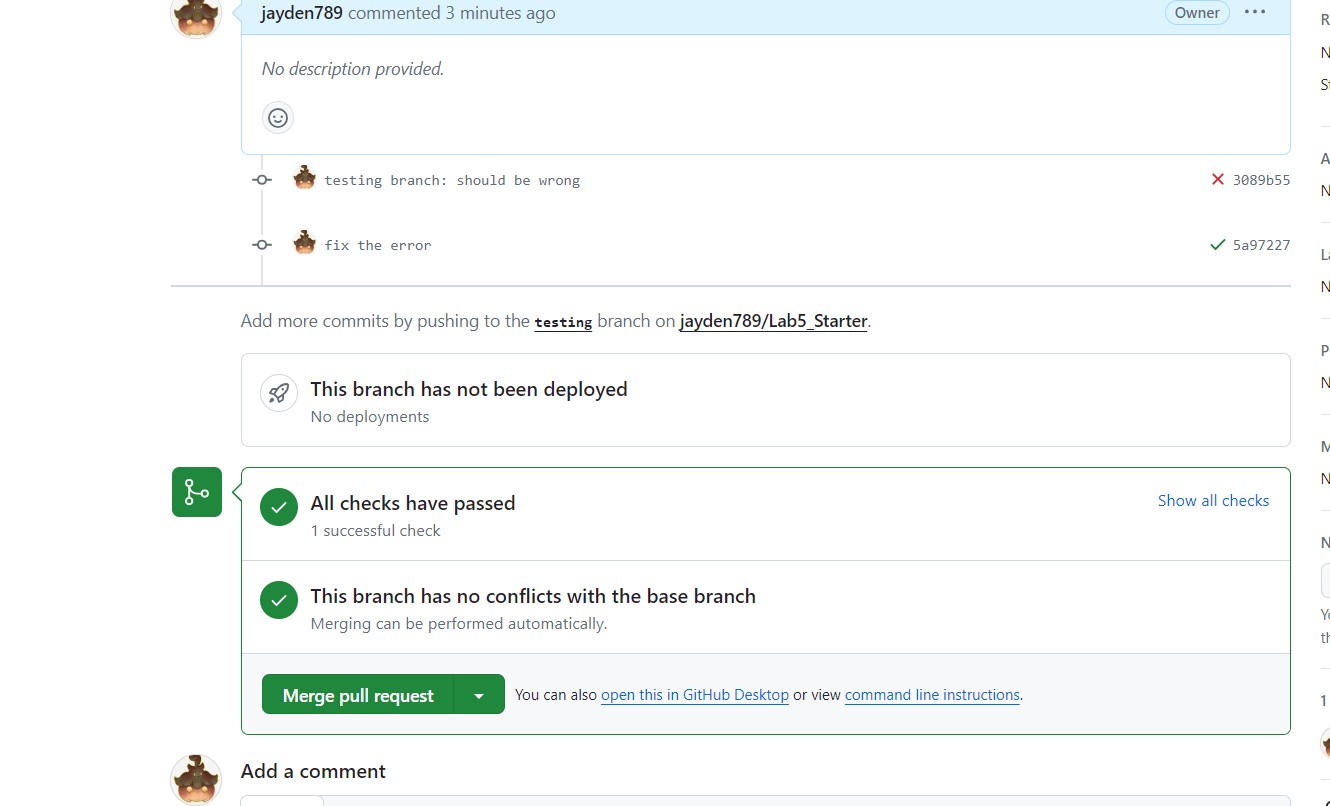 jayden789 commented 3 minutes ago
Owner
No description provided.
testing branch: should be wrong
3089b55
fix the error
5a97227
Add more commits by pushing to the testing branch on jayden789/Lab5_Starter.
This branch has not been deployed
No deployments
All checks have passed
Show all checks
1 successful check
This branch has no conflicts with the base branch
Merging can be performed automatically.
Merge pull request
You can also open this in GitHub Desktop or view command line instructions.
1
Add a comment